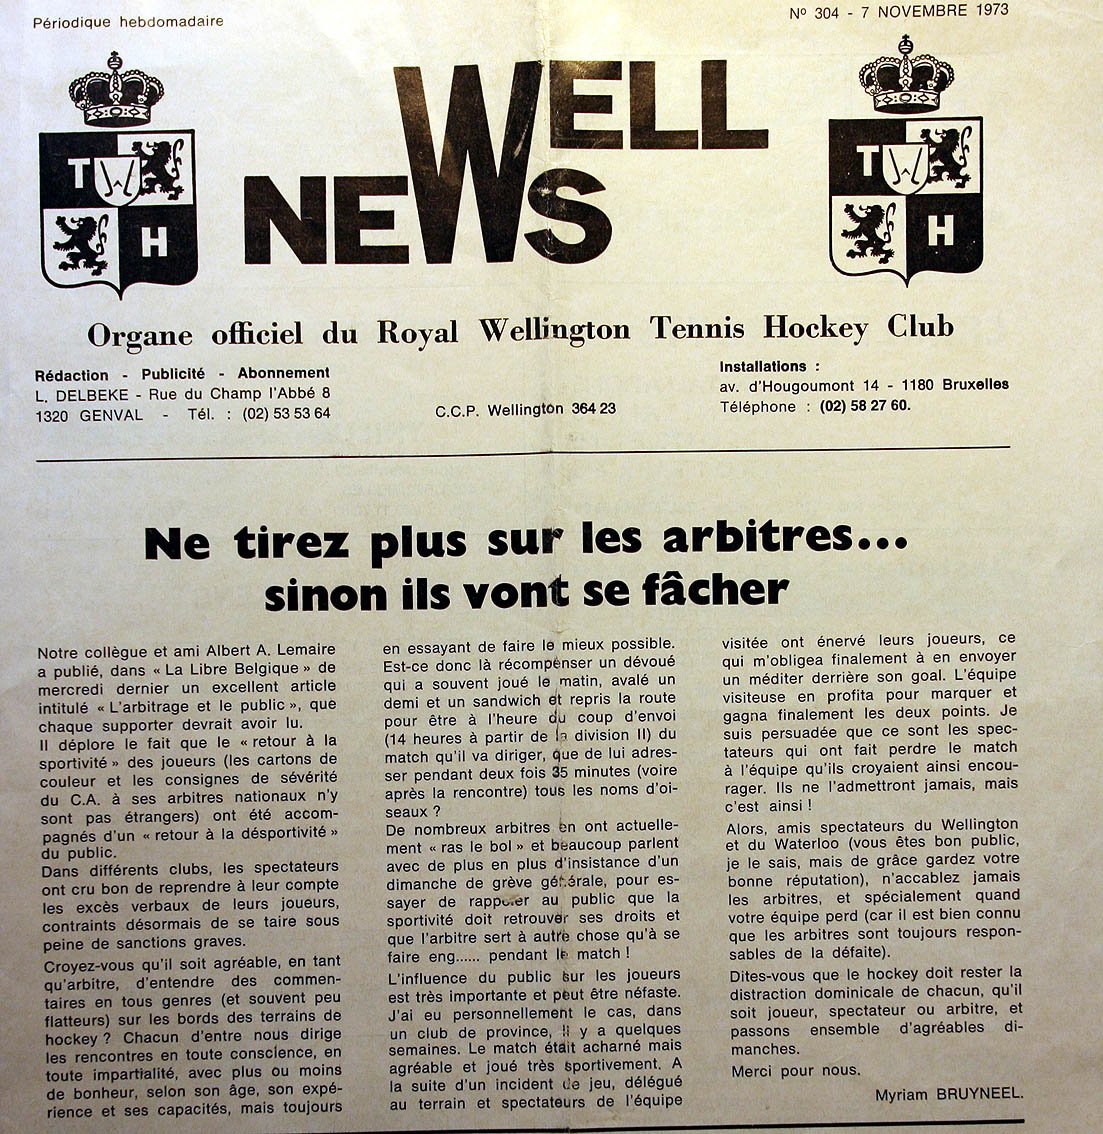 Périodique hebdomadaire
Nº 304 - 7 NOVEMBRE 1973
T
H
WELL
NEWS
T
H
Organe officiel du Royal Wellington Tennis Hockey Club
Rédaction - Publicité - Abonnement
L. DELBEKE - Rue du Champ l'Abbé 8
1320 GENVAL - Tél. : (02) 53 53 64
C.C.P. Wellington 364 23
Installations :
av. d'Hougoumont 14 - 1180 Bruxelles
Téléphone : (02) 58 27 60.
Ne tirez plus sur les arbitres...
sinon ils vont se fâcher
Notre collègue et ami Albert A. Lemaire
a publié, dans « La Libre Belgique » de
mercredi dernier un excellent article
intitulé « L'arbitrage et le public », que
chaque supporter devrait avoir lu.
Il déplore le fait que le « retour à la
sportivité » des joueurs (les cartons de
couleur et les consignes de sévérité
du C.A. à ses arbitres nationaux n'y
sont pas étrangers) ont été accom-
pagnés d'un « retour à la désportivité »
du public.
Dans différents clubs, les spectateurs
ont cru bon de reprendre à leur compte
les excès verbaux de leurs joueurs,
contraints désormais de se taire sous
peine de sanctions graves.
Croyez-vous qu'il soit agréable, en tant
qu'arbitre, d'entendre des commen-
taires en tous genres (et souvent peu
flatteurs) sur les bords des terrains de
hockey ? Chacun d'entre nous dirige
les rencontres en toute conscience, en
toute impartialité, avec plus ou moins
de bonheur, selon son âge, son expé-
rience et ses capacités, mais toujours
en essayant de faire le mieux possible.
Est-ce donc là récompenser un dévoué
qui a souvent joué le matin, avalé un
demi et un sandwich et repris la route
pour être à l'heure du coup d'envoi
(14 heures à partir de la division II) du
match qu'il va diriger, que de lui adres-
ser pendant deux fois 35 minutes (voire
après la rencontre) tous les noms d'oi-
seaux ?
De nombreux arbitres en ont actuelle-
ment « ras le bol » et beaucoup parlent
avec de plus en plus d'insistance d'un
dimanche de grève générale, pour es-
sayer de rappeler au public que la
sportivité doit retrouver ses droits et
que l'arbitre sert à autre chose qu'à se
faire eng...... pendant le match !
L'influence du public sur les joueurs
est très importante et peut être néfaste.
J'ai eu personnellement le cas, dans
un club de province, il y a quelques
semaines. Le match était acharné mais
agréable et joué très sportivement. A
la suite d'un incident de jeu, délégué
au terrain et spectateurs de l'équipe
visitée ont énervé leurs joueurs, ce
qui m'obligea finalement à en envoyer
un méditer derrière son goal. L'équipe
visiteuse en profita pour marquer et
gagna finalement les deux points. Je
suis persuadée que ce sont les spec-
tateurs qui ont fait perdre le match
à l'équipe qu'ils croyaient ainsi encou-
rager. Ils ne l'admettront jamais, mais
c'est ainsi !
Alors, amis spectateurs du Wellington
et du Waterloo (vous êtes bon public,
je le sais, mais de grâce gardez votre
bonne réputation), n'accablez jamais
les arbitres, et spécialement quand
votre équipe perd (car il est bien connu
que les arbitres sont toujours respon-
sables de la défaite).
Dites-vous que le hockey doit rester la
distraction dominicale de chacun, qu'il
soit joueur, spectateur ou arbitre, et
passons ensemble d'agréables di-
manches.
Merci pour nous.
Myriam BRUYNEEL.